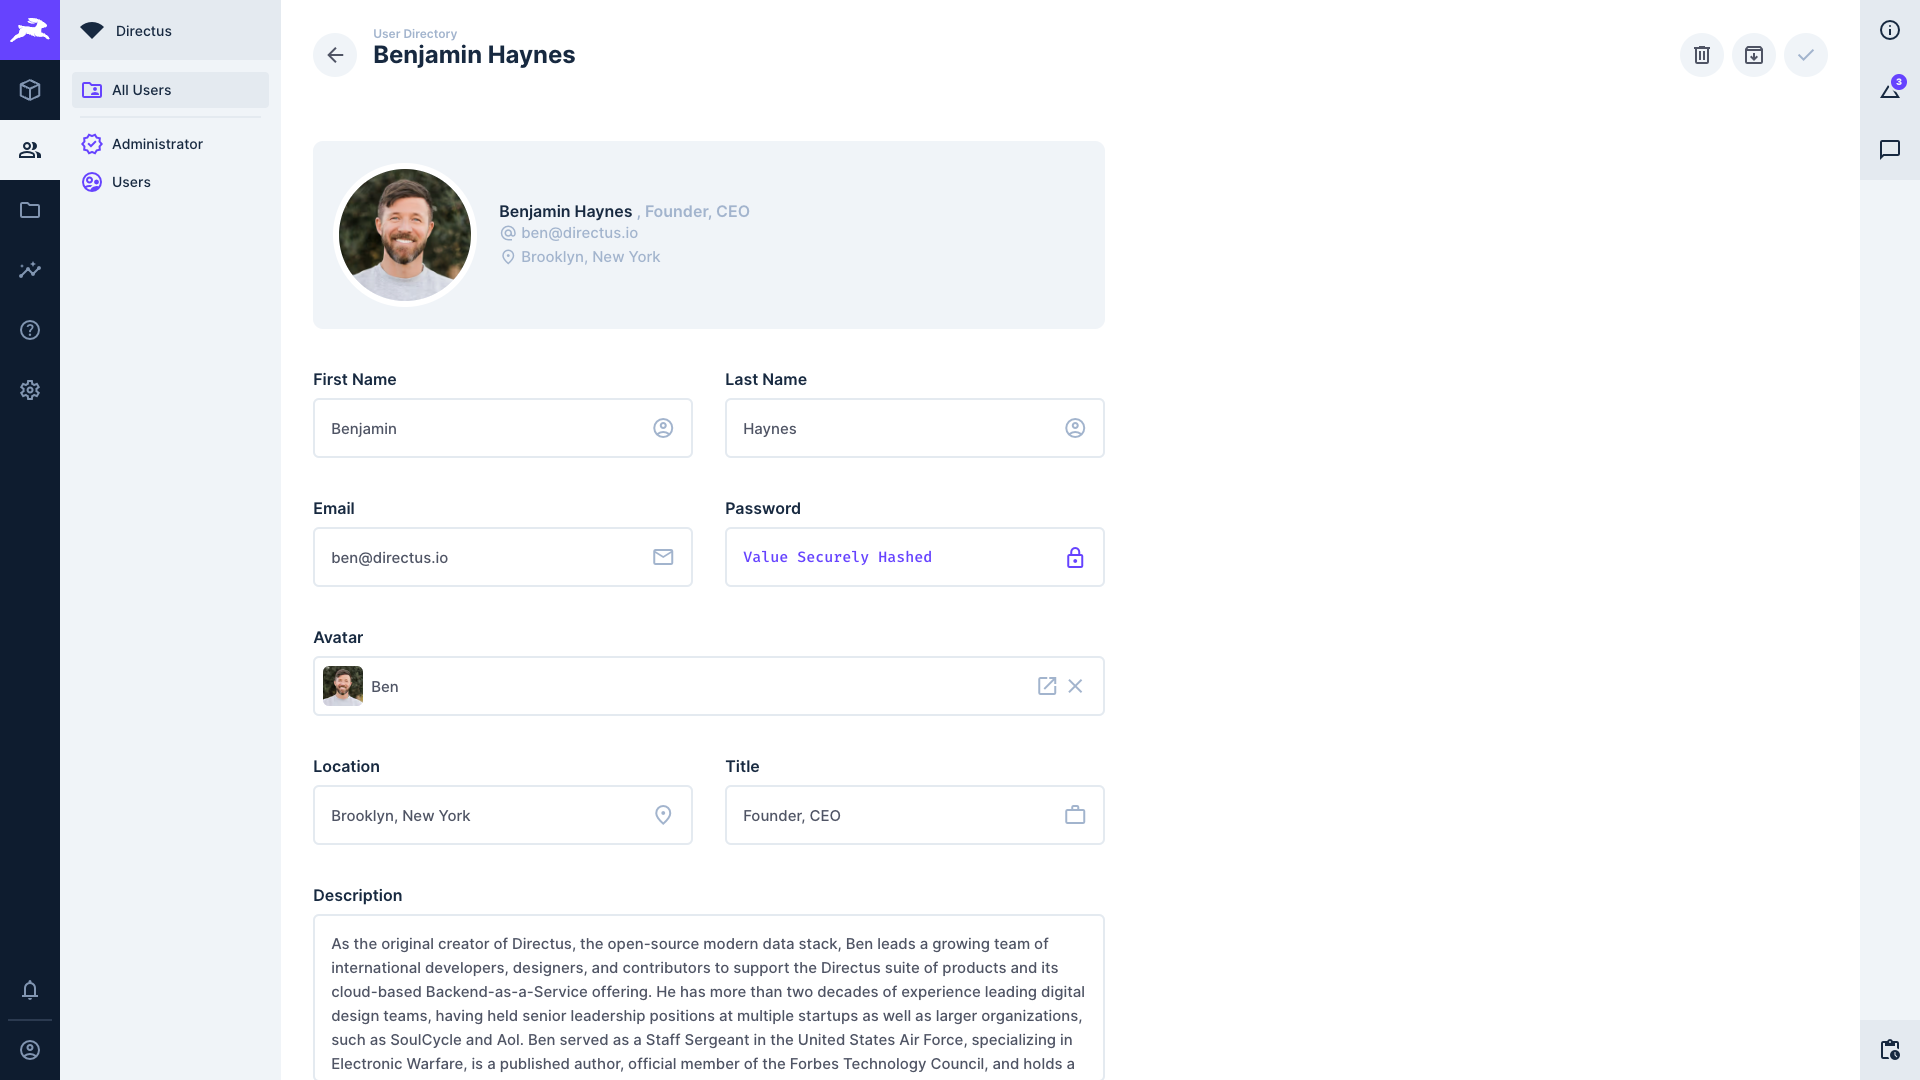 Directus
All Users
Administrator
Users
User Directory
Benjamin Haynes
3
Benjamin Haynes , Founder, CEO
ben@directus.io
Brooklyn, New York
First Name
Last Name
Benjamin
Haynes
Email
Password
ben@directus.io
Value Securely Hashed
Avatar
Ben
Location
Title
Brooklyn, New York
Founder, CEO
Description
As the original creator of Directus, the open-source modern data stack, Ben leads a growing team of
international developers, designers, and contributors to support the Directus suite of products and its
cloud-based Backend-as-a-Service offering. He has more than two decades of experience leading digital
design teams, having held senior leadership positions at multiple startups as well as larger organizations,
such as SoulCycle and Aol. Ben served as a Staff Sergeant in the United States Air Force, specializing in
Electronic Warfare, is a published author, official member of the Forbes Technology Council, and holds a